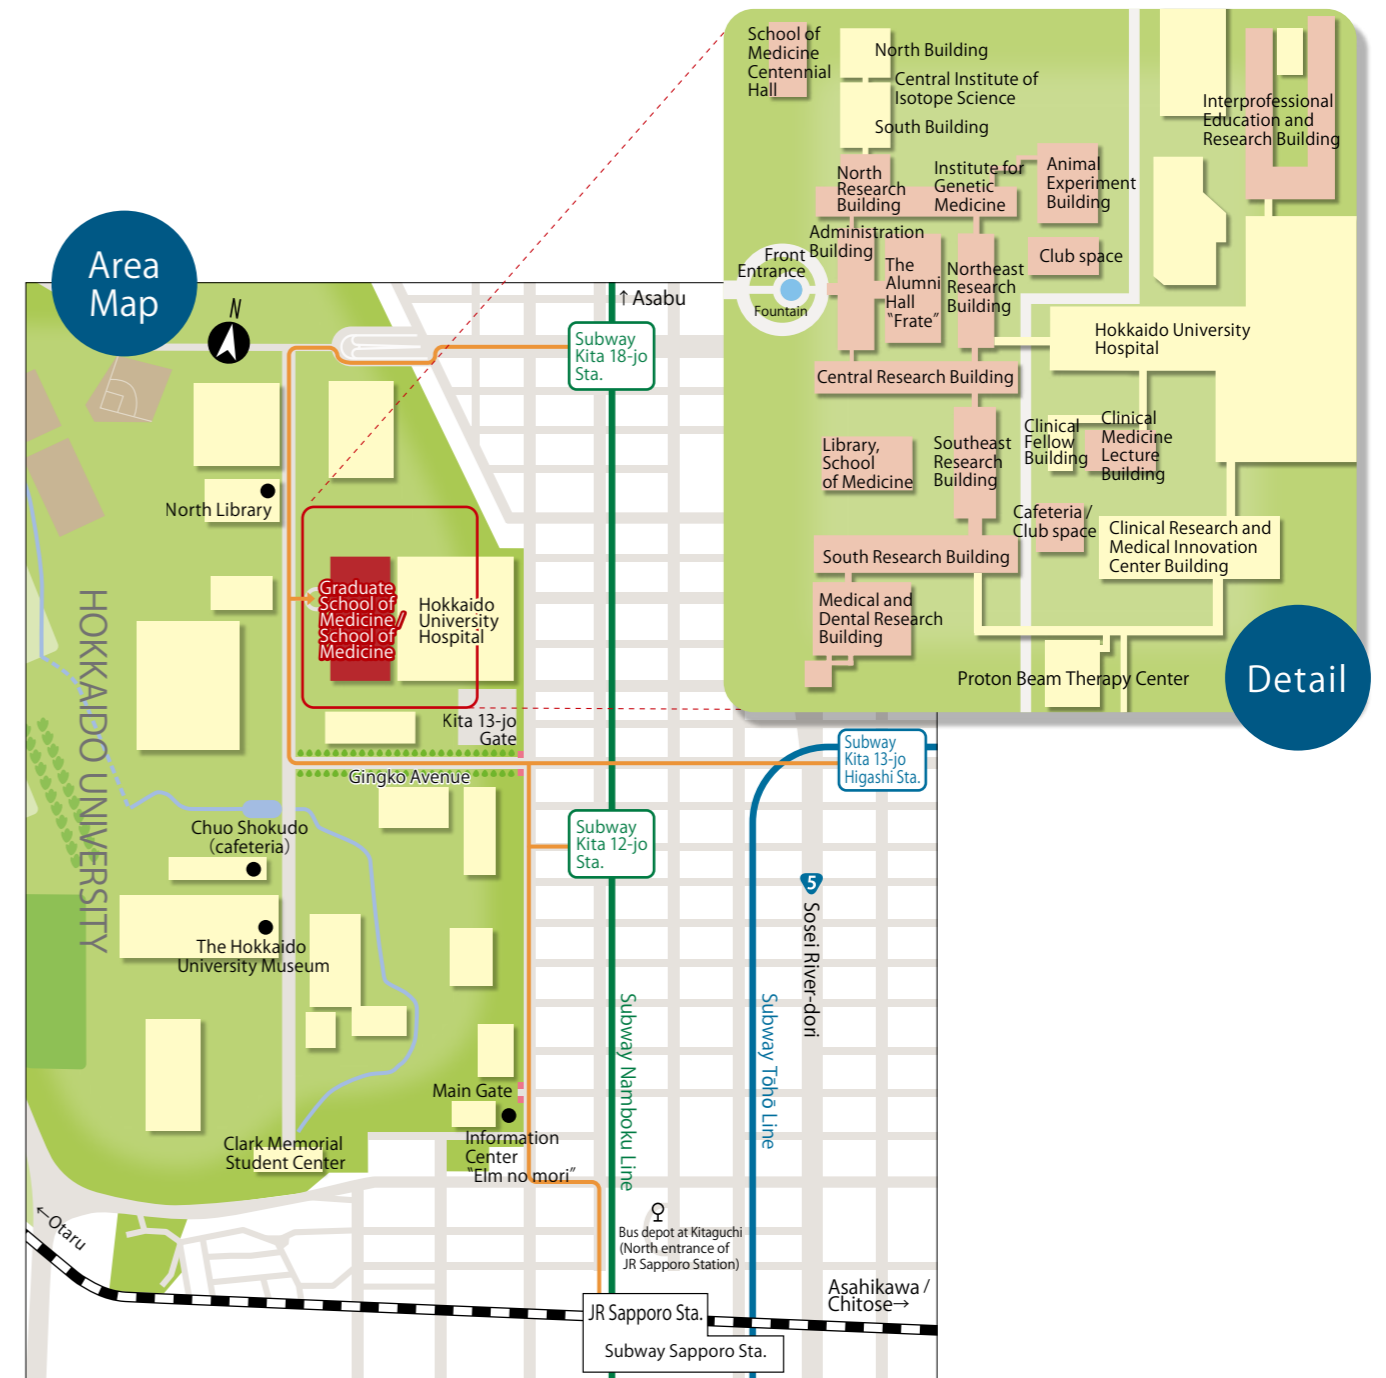 Area
Map
N
HOKKAIDO UNIVERSITY
↑Asabu
Subway
Kita 18-jo
Sta.
North Library
Graduate
School of
Medicine/
School of
Medicine
Hokkaido
University
Hospital
Kita 13-jo
Gate
Gingko Avenue
Subway
Kita 13-jo
Higashi Sta.
Subway
Kita 12-jo
Sta.
Chuo Shokudo
(cafeteria)
The Hokkaido
University Museum
5
Sosei River-dori
Subway Namboku Line
Subway Tōhō Line
Main Gate
Information
Center
"Elm no mori"
Clark Memorial
Student Center
←Otaru
Bus depot at Kitaguchi
(North entrance of
JR Sapporo Station)
Asahikawa /
Chitose→
JR Sapporo Sta.
Subway Sapporo Sta.
School of
Medicine
Centennial
Hall
North Building
Central Institute of
Isotope Science
South Building
Interprofessional
Education and
Research Building
North
Research
Building
Institute for
Genetic
Medicine
Animal
Experiment
Building
Administration
Building
Front
Entrance
Fountain
The
Alumni
Hall
"Frate"
Northeast
Research
Building
Club space
Hokkaido University
Hospital
Central Research Building
Library,
School
of Medicine
Southeast
Research
Building
Clinical
Fellow
Building
Clinical
Medicine
Lecture
Building
Cafeteria /
Club space
Clinical Research and
Medical Innovation
Center Building
South Research Building
Medical and
Dental Research
Building
Proton Beam Therapy Center
Detail